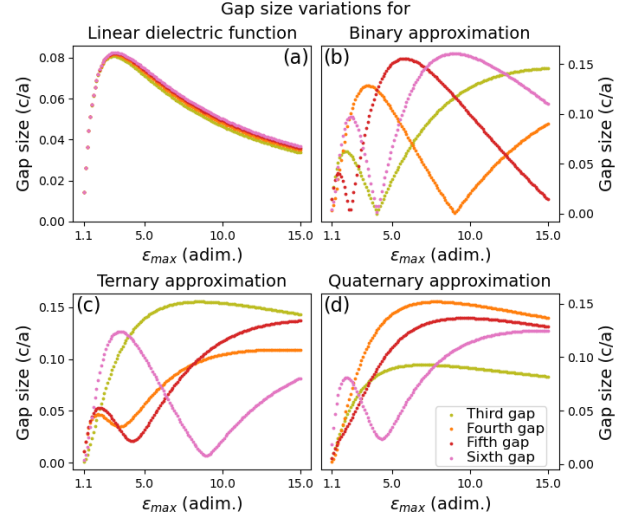 Gap size variations for
Linear dielectric function
Binary approximation
(a)
(b)
Gap size (c/a)
0.08
0.06
0.04
0.02
0.00
1.1
5.0
10.0
15.0
ε_max (adim.)
0.15
0.10
0.05
0.00
Gap size (c/a)
1.1
5.0
10.0
15.0
ε_max (adim.)
Ternary approximation
Quaternary approximation
(c)
(d)
Gap size (c/a)
0.15
0.10
0.05
0.00
1.1
5.0
10.0
15.0
ε_max (adim.)
Third gap
Fourth gap
Fifth gap
Sixth gap
0.15
0.10
0.05
0.00
Gap size (c/a)
1.1
5.0
10.0
15.0
ε_max (adim.)